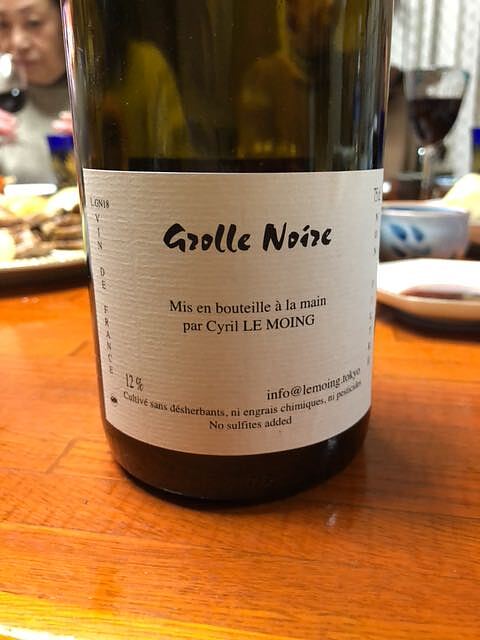 LGN18
VIN DE FRANCE
Grolle Noire
Mis en bouteille à la main
par Cyril LE MOING
12%
info@lemoing.tokyo
Cultivé sans désherbants, ni engrais chimiques, ni pesticides
No sulfites added